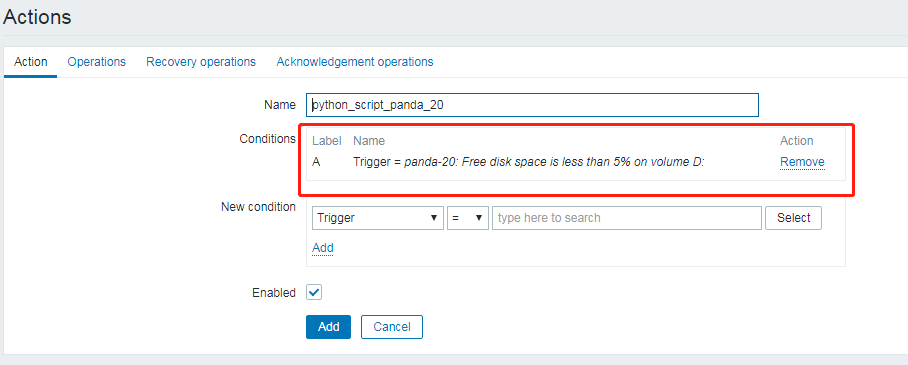 Actions
Action Operations Recovery operations Acknowledgement operations
Name python_script_panda_20
Conditions Label Name Action
A Trigger = panda-20: Free disk space is less than 5% on volume D: Remove
New condition Trigger = type here to search Select
Add
Enabled
Add Cancel